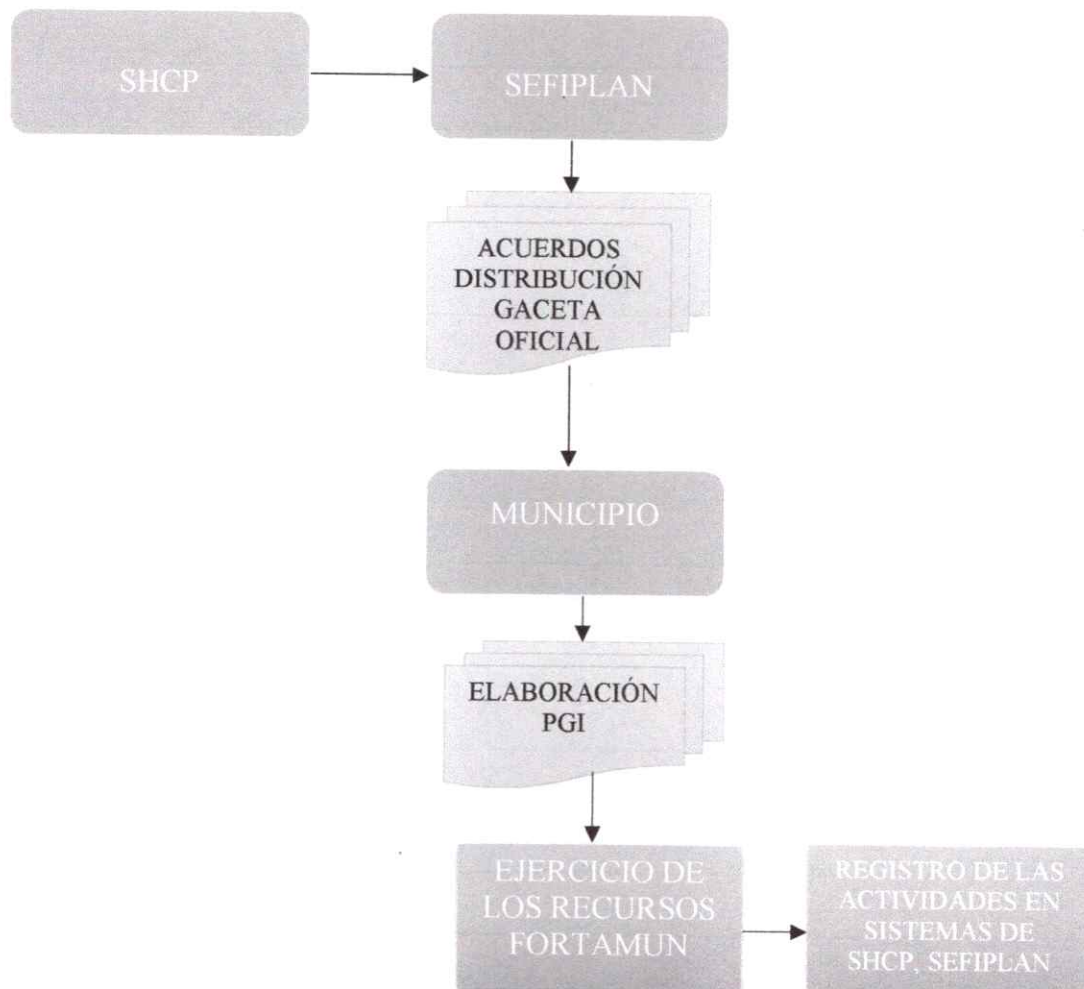 SHCP
SEFIPLAN
ACUERDOS
DISTRIBUCIÓN
GACETA
OFICIAL
MUNICIPIO
ELABORACIÓN
PGI
EJERCICIO DE
LOS RECURSOS
FORTAMUN
REGISTRO DE LAS
ACTIVIDADES EN
SISTEMAS DE
SHCP, SEFIPLAN